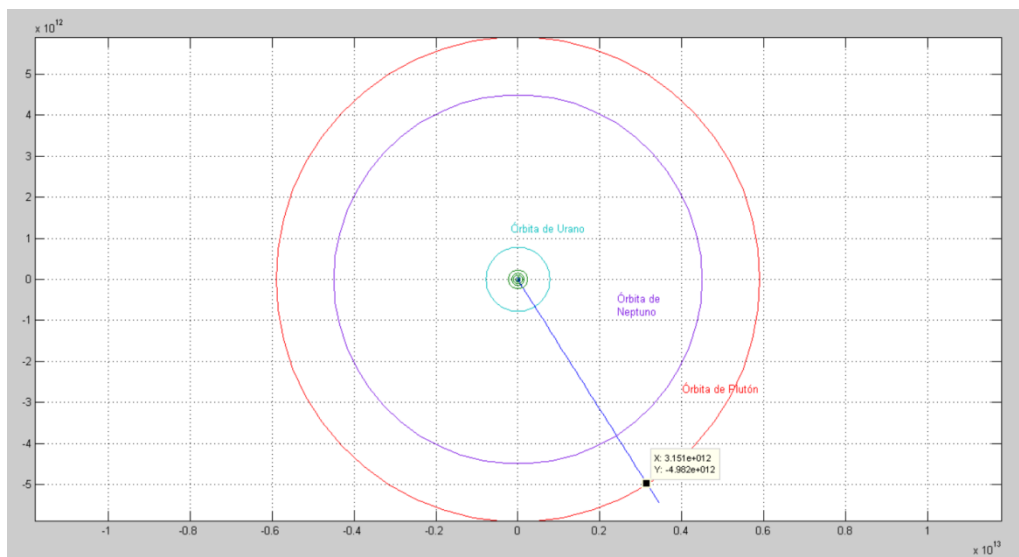 x 10^12
5
4
3
2
1
0
-1
-2
-3
-4
-5
Órbita de Urano
Órbita de
Neptuno
Órbita de Plutón
X: 3.151e+012
Y: -4.982e+012
-1 -0.8 -0.6 -0.4 -0.2 0 0.2 0.4 0.6 0.8 1
x 10^13